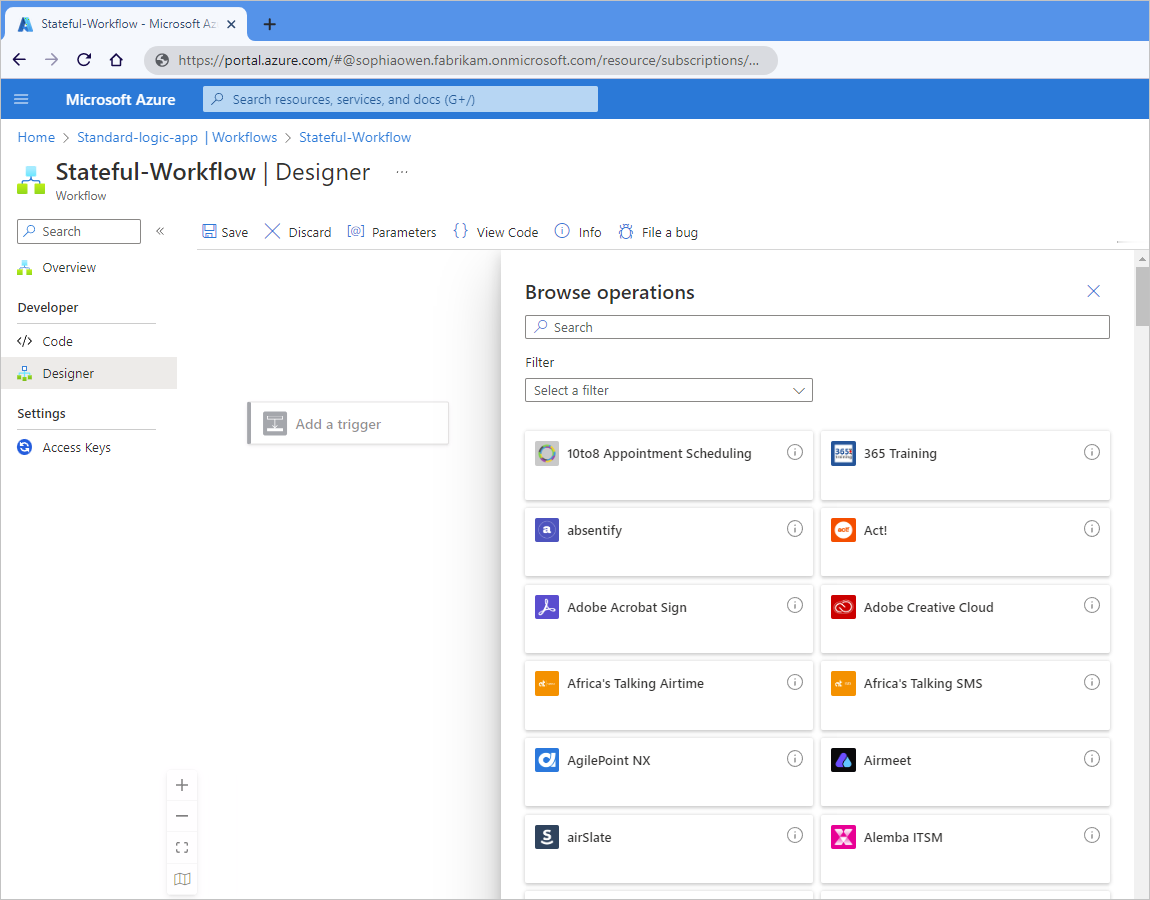 Stateful-Workflow - Microsoft Az
https://portal.azure.com/#@sophiaowen.fabrikam.onmicrosoft.com/resource/subscriptions/...
Microsoft Azure
Search resources, services, and docs (G+/)
Home > Standard-logic-app | Workflows > Stateful-Workflow
Stateful-Workflow | Designer ...
Workflow
Search
«
Save Discard Parameters View Code Info File a bug
Overview
Developer
Code
Designer
Settings
Access Keys
Add a trigger
Browse operations
Search
Filter
Select a filter
10to8 Appointment Scheduling
365 Training
absentify
Act!
Adobe Acrobat Sign
Adobe Creative Cloud
Africa's Talking Airtime
Africa's Talking SMS
AgilePoint NX
Airmeet
airSlate
Alemba ITSM